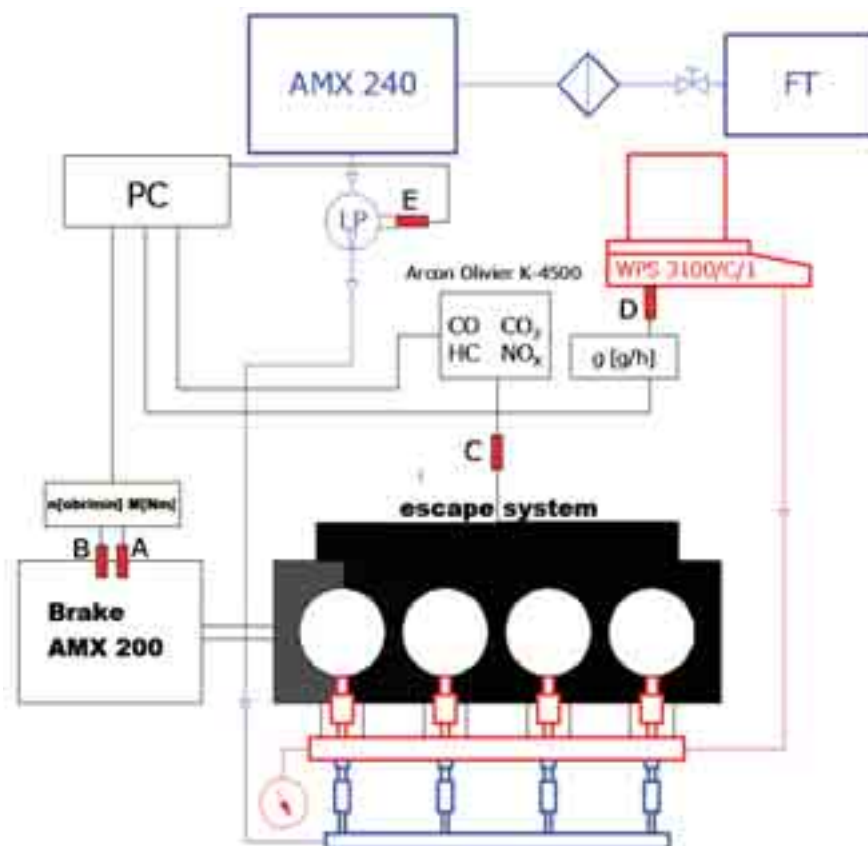 AMX 240
FT
PC
LP
E
WPS 3100/C/1
Arcon Olivier K-4500
CO CO₂
HC NOₓ
D
g [g/h]
C
escape system
n[obr/min] M[Nm]
B A
Brake
AMX 200